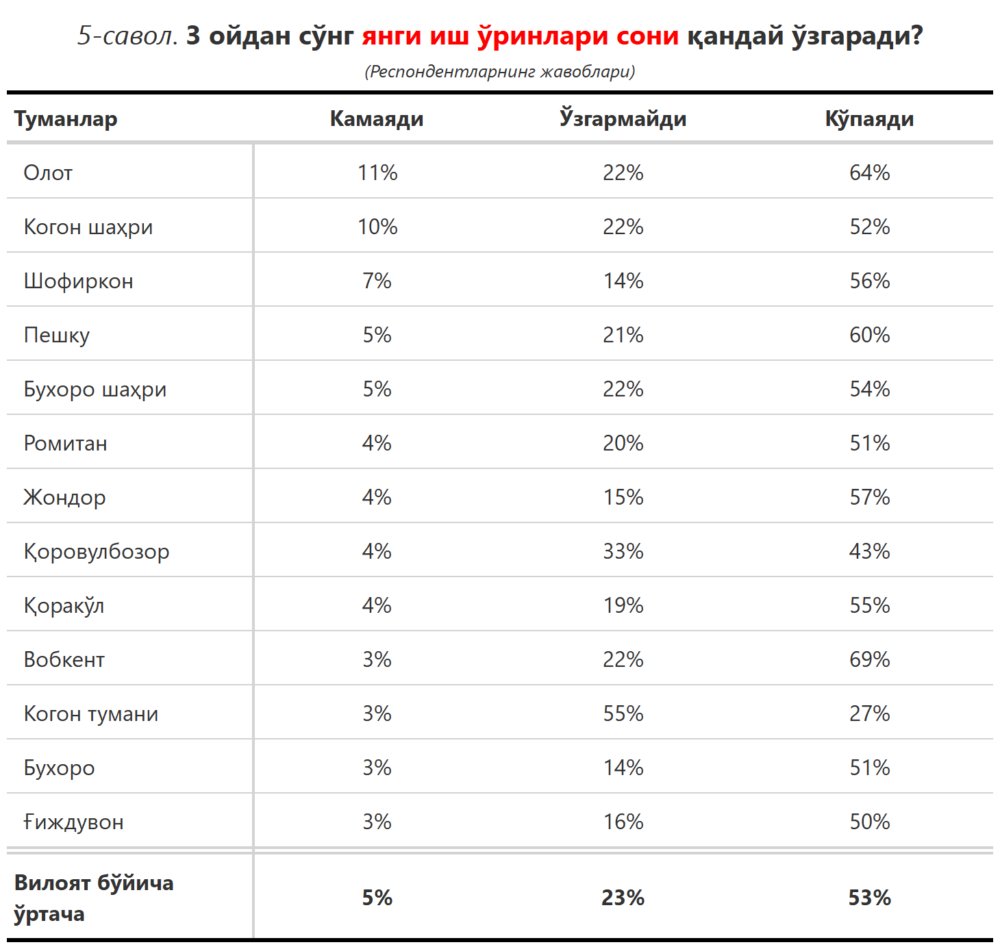 5-савол. 3 ойдан сўнг янги иш ўринлари сони қандай ўзгаради?
(Респондентларнинг жавоблари)
Туманлар Камаяди Ўзгармайди Кўпаяди
Олот 11% 22% 64%
Когон шаҳри 10% 22% 52%
Шофиркон 7% 14% 56%
Пешку 5% 21% 60%
Бухоро шаҳри 5% 22% 54%
Ромитан 4% 20% 51%
Жондор 4% 15% 57%
Қоровулбозор 4% 33% 43%
Қоракўл 4% 19% 55%
Вобкент 3% 22% 69%
Когон тумани 3% 55% 27%
Бухоро 3% 14% 51%
Ғиждувон 3% 16% 50%
Вилоят бўйича
ўртача 5% 23% 53%